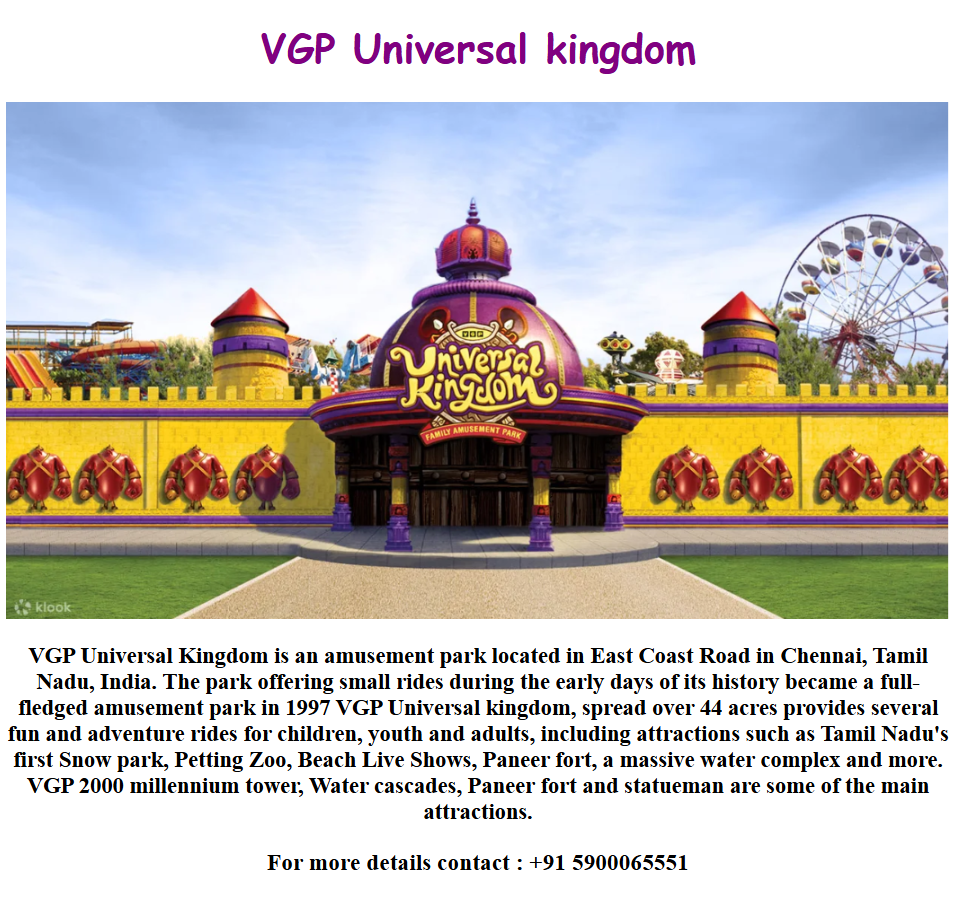 VGP Universal kingdom
VGP
Universal
Kingdom
FAMILY AMUSEMENT PARK
klook
VGP Universal Kingdom is an amusement park located in East Coast Road in Chennai, Tamil
Nadu, India. The park offering small rides during the early days of its history became a full-
fledged amusement park in 1997 VGP Universal kingdom, spread over 44 acres provides several
fun and adventure rides for children, youth and adults, including attractions such as Tamil Nadu's
first Snow park, Petting Zoo, Beach Live Shows, Paneer fort, a massive water complex and more.
VGP 2000 millennium tower, Water cascades, Paneer fort and statueman are some of the main
attractions.
For more details contact : +91 5900065551